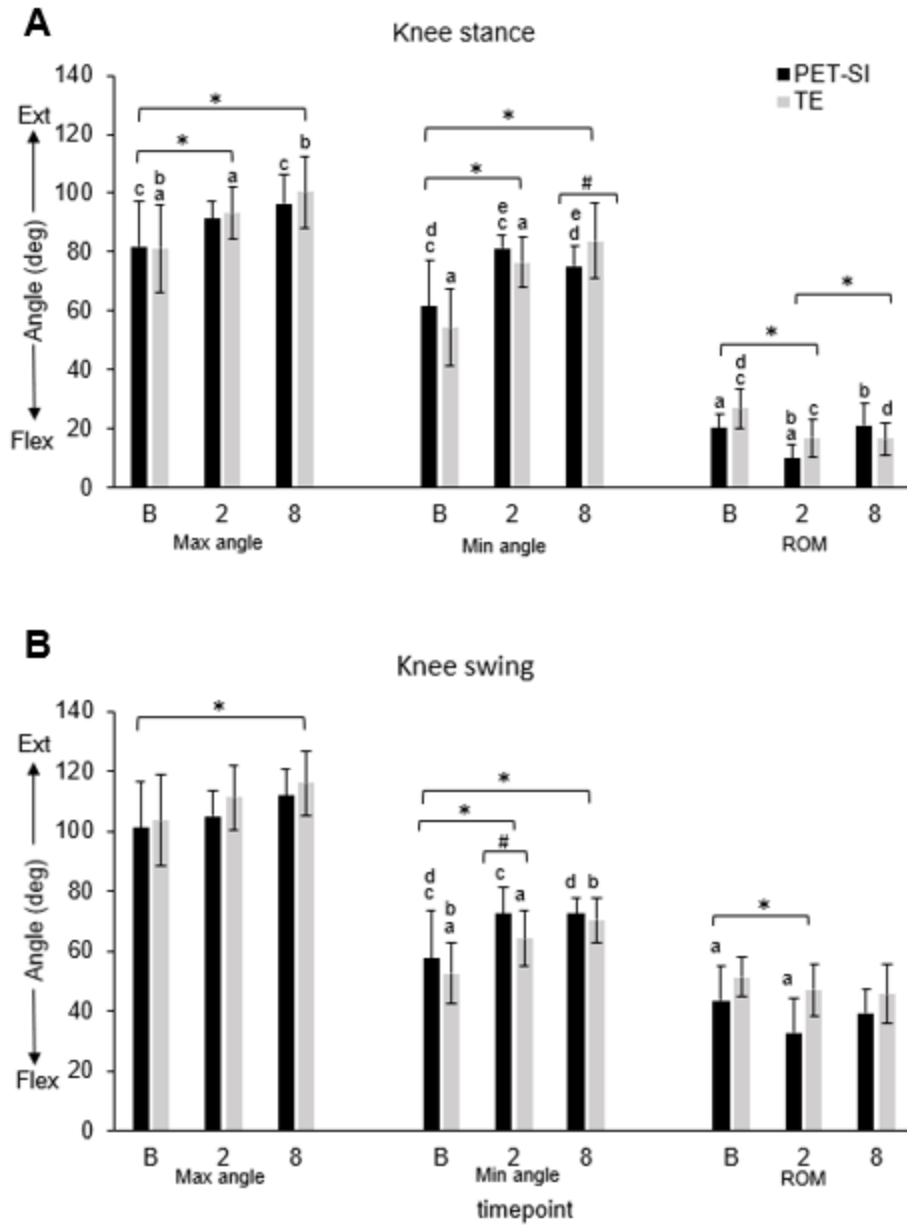 A
Knee stance
PET-SI
TE
140
120
100
80
60
40
20
0
Ext
Angle (deg)
Flex
*
*
c
b
a
a
c
b
*
*
#
d
c
a
e
c
a
e
d
*
*
a
d
c
b
a
c
b
d
B 2 8 B 2 8 B 2 8
Max angle Min angle ROM
B
Knee swing
140
120
100
80
60
40
20
0
Ext
Angle (deg)
Flex
*
*
*
#
d
c
b
a
c
a
d
b
*
a
a
B 2 8 B 2 8 B 2 8
Max angle Min angle ROM
timepoint